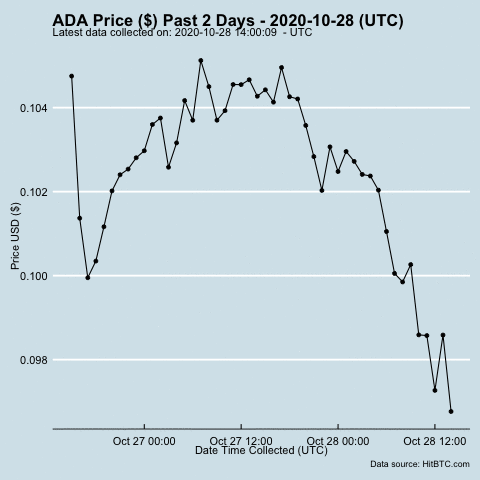 ADA Price ($) Past 2 Days - 2020-10-28 (UTC)
Latest data collected on: 2020-10-28 14:00:09 - UTC
0.104
0.102
0.100
0.098
Price USD ($)
Oct 27 00:00 Oct 27 12:00 Oct 28 00:00 Oct 28 12:00
Date Time Collected (UTC)
Data source: HitBTC.com